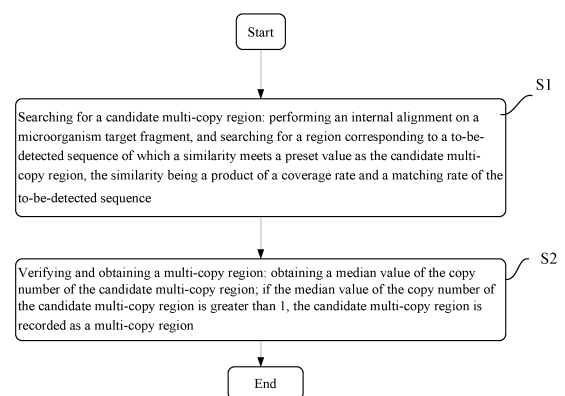 Start
S1
Searching for a candidate multi-copy region: performing an internal alignment on a
microorganism target fragment, and searching for a region corresponding to a to-be-
detected sequence of which a similarity meets a preset value as the candidate multi-
copy region, the similarity being a product of a coverage rate and a matching rate of the
to-be-detected sequence
S2
Verifying and obtaining a multi-copy region: obtaining a median value of the copy
number of the candidate multi-copy region; if the median value of the copy number of
the candidate multi-copy region is greater than 1, the candidate multi-copy region is
recorded as a multi-copy region
End